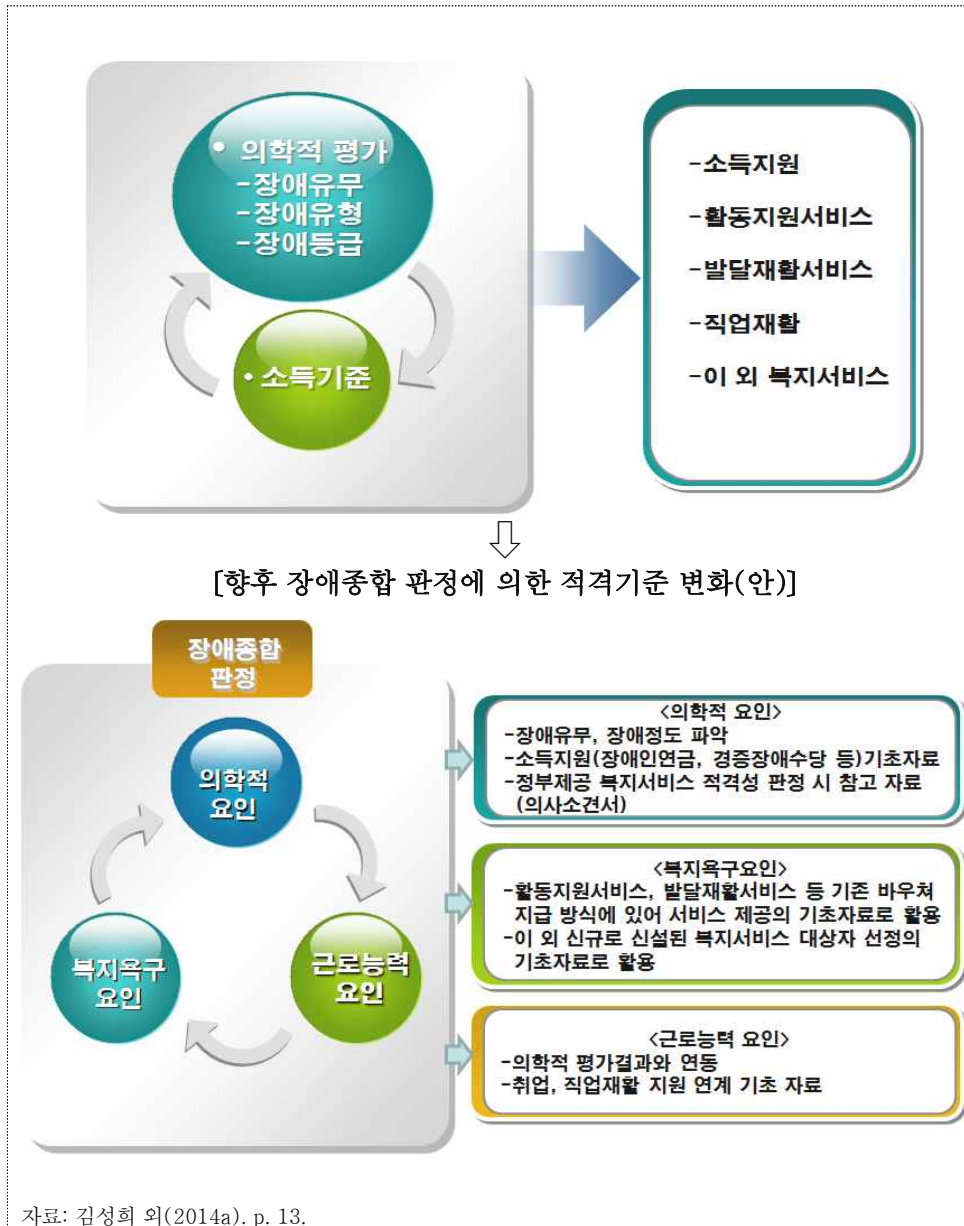 • 의학적 평가
-장애유무
-장애유형
-장애등급
• 소득기준
-소득지원
-활동지원서비스
-발달재활서비스
-직업재활
-이 외 복지서비스
[향후 장애종합 판정에 의한 적격기준 변화(안)]
장애종합
판정
의학적
요인
복지욕구
요인
근로능력
요인
<의학적 요인>
-장애유무, 장애정도 파악
-소득지원(장애인연금, 경증장애수당 등)기초자료
-정부제공 복지서비스 적격성 판정 시 참고 자료
(의사소견서)
<복지욕구요인>
-활동지원서비스, 발달재활서비스 등 기존 바우쳐
지급 방식에 있어 서비스 제공의 기초자료로 활용
-이 외 신규로 신설된 복지서비스 대상자 선정의
기초자료로 활용
<근로능력 요인>
-의학적 평가결과와 연동
-취업, 직업재활 지원 연계 기초 자료
자료: 김성희 외(2014a). p. 13.